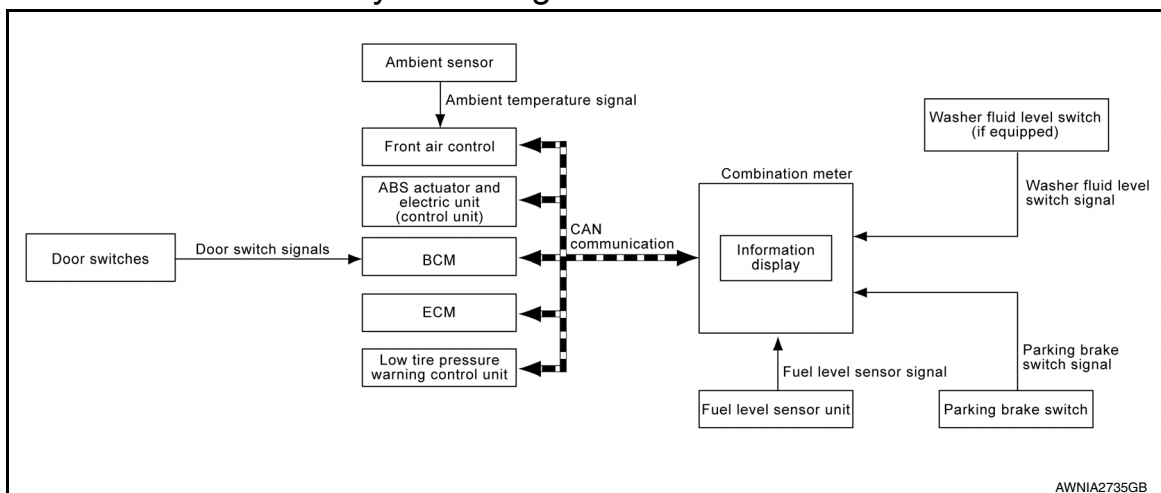 Ambient sensor
Ambient temperature signal
Front air control
ABS actuator and
electric unit
(control unit)
Door switches
Door switch signals
BCM
ECM
Low tire pressure
warning control unit
CAN
communication
Combination meter
Information
display
Washer fluid level switch
(if equipped)
Washer fluid level
switch signal
Parking brake
switch signal
Fuel level sensor signal
Fuel level sensor unit
Parking brake switch
AWNIA2735GB